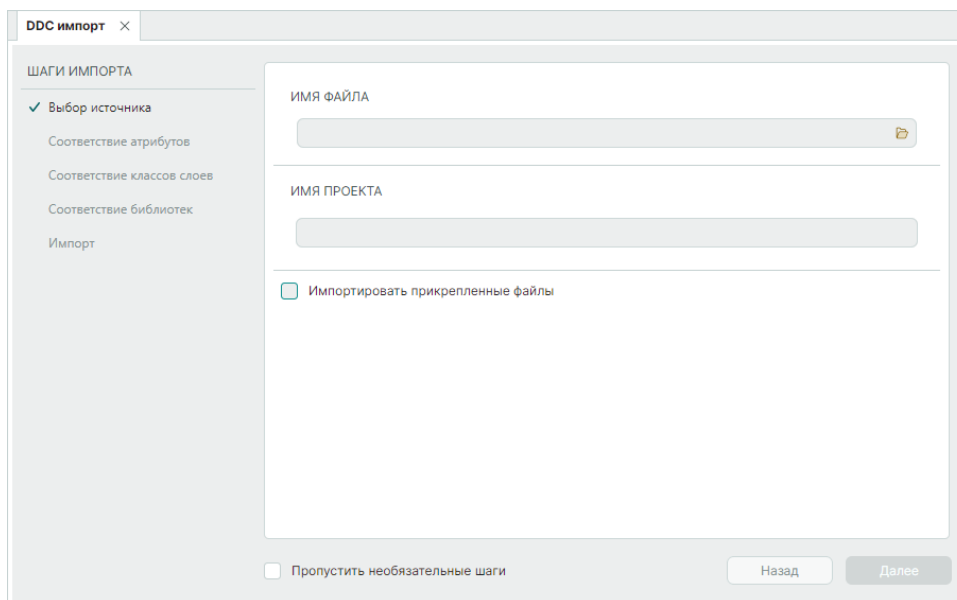 DDC импорт
ШАГИ ИМПОРТА
Выбор источника
Соответствие атрибутов
Соответствие классов слоев
Соответствие библиотек
Импорт
ИМЯ ФАЙЛА
ИМЯ ПРОЕКТА
Импортировать прикрепленные файлы
Пропустить необязательные шаги
Назад
Далее